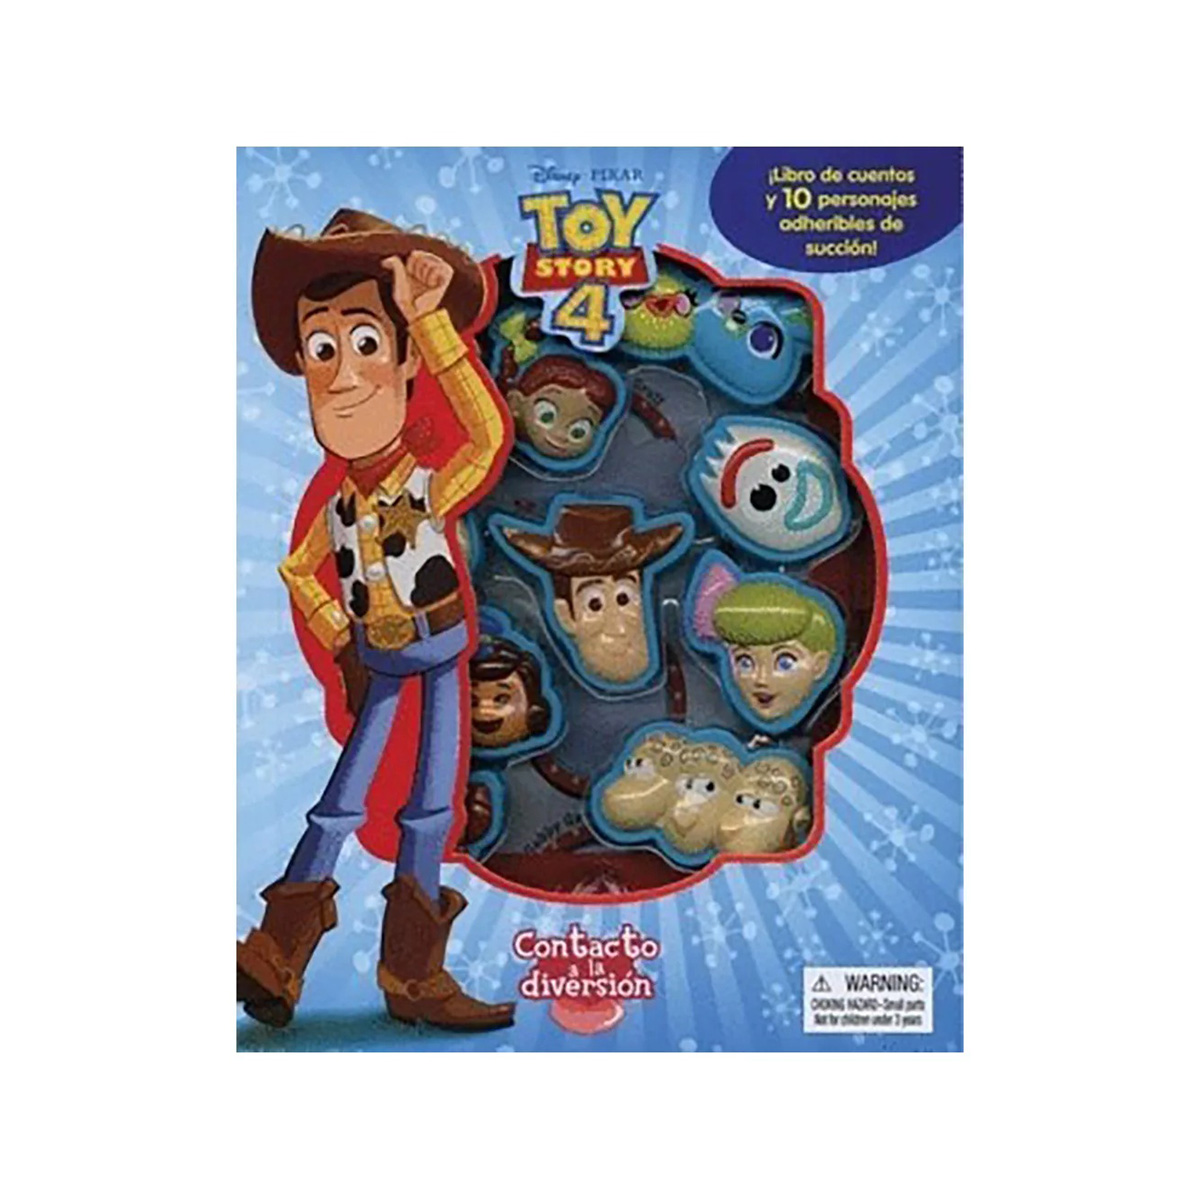 Disney · PIXAR
TOY
STORY
4
¡Libro de cuentos
y 10 personajes
adheribles de
succión!
Contacto
a la
diversión
⚠ WARNING:
CHOKING HAZARD-Small parts
Not for children under 3 years